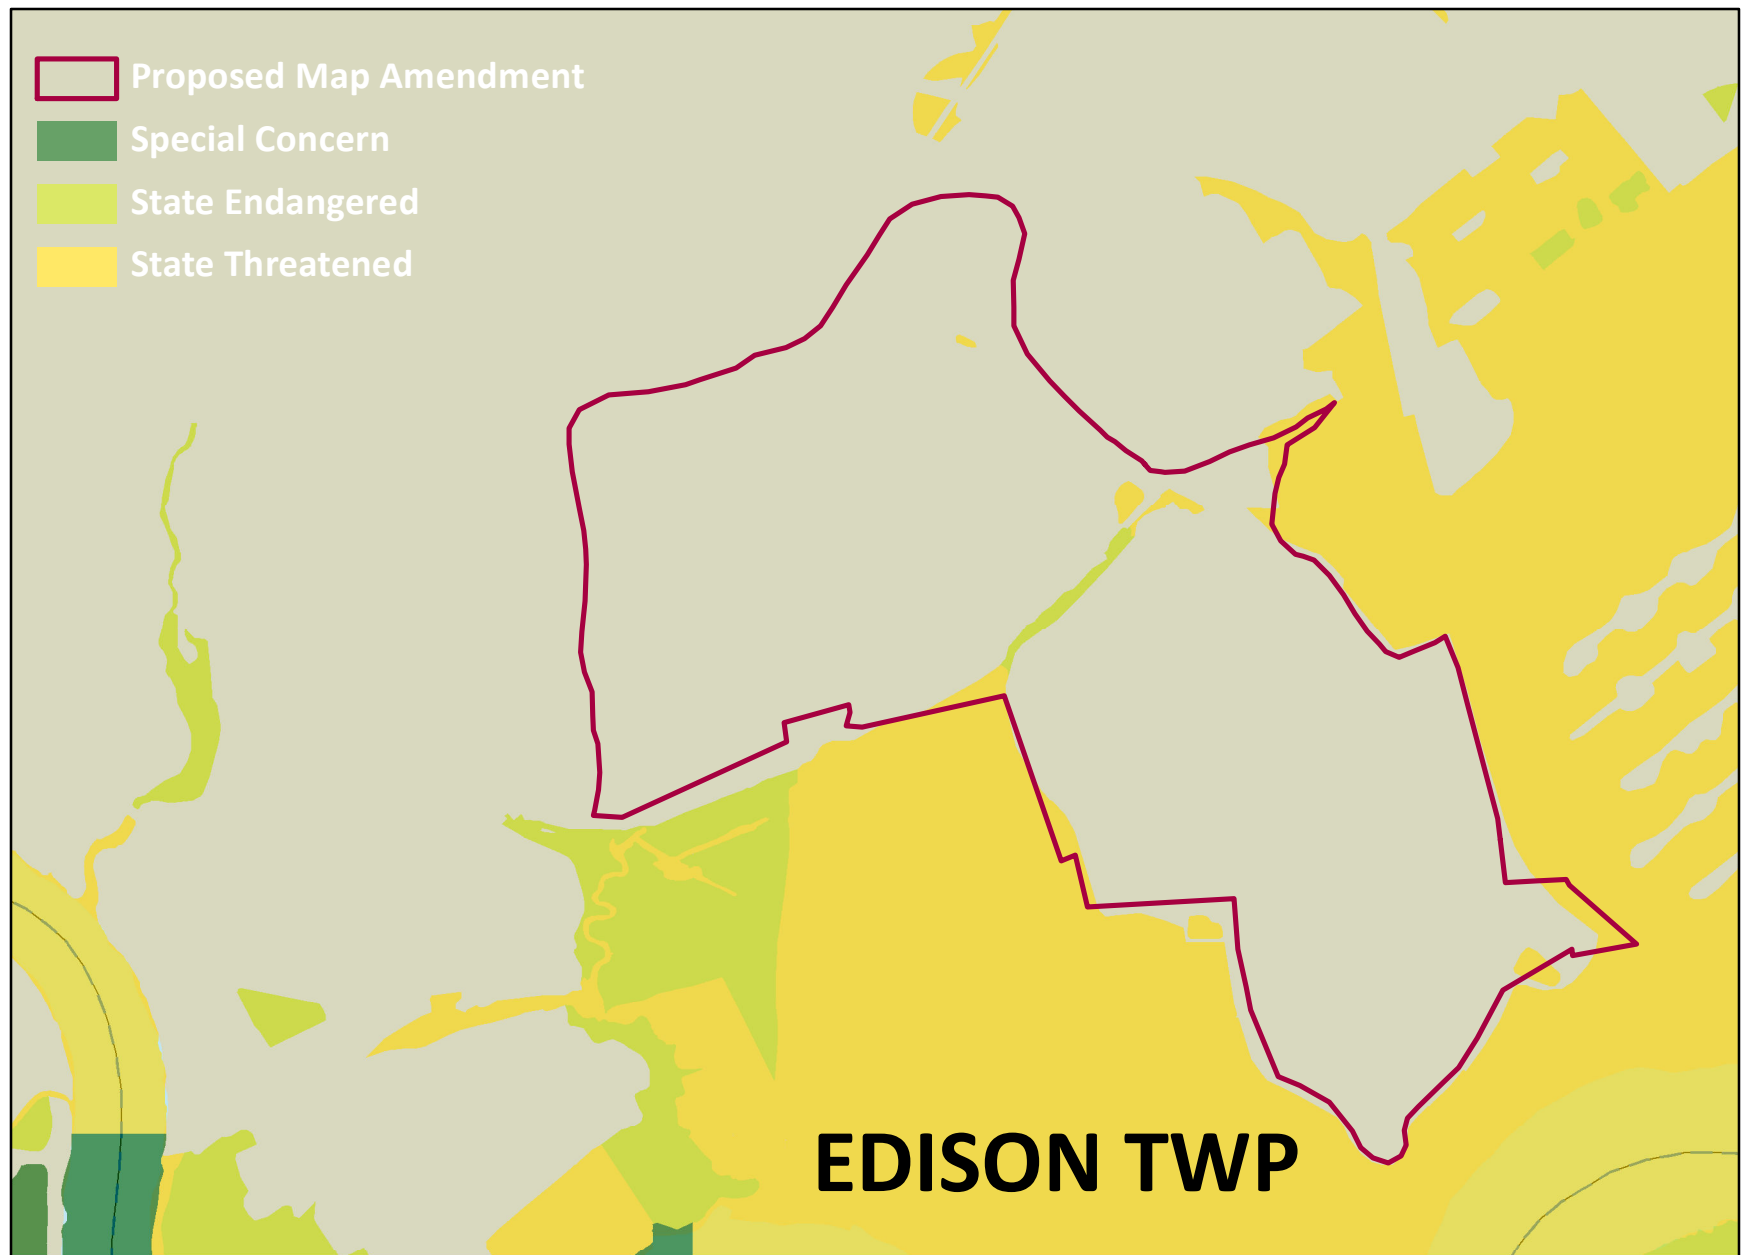 Proposed Map Amendment
Special Concern
State Endangered
State Threatened
EDISON TWP